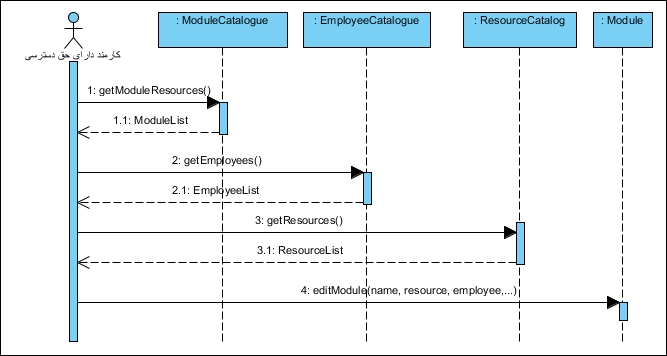 : ModuleCatalogue
: EmployeeCatalogue
: ResourceCatalog
: Module
کارمند دارای حق دسترسی
1: getModuleResources()
1.1: ModuleList
2: getEmployees()
2.1: EmployeeList
3: getResources()
3.1: ResourceList
4: editModule(name, resource, employee,...)